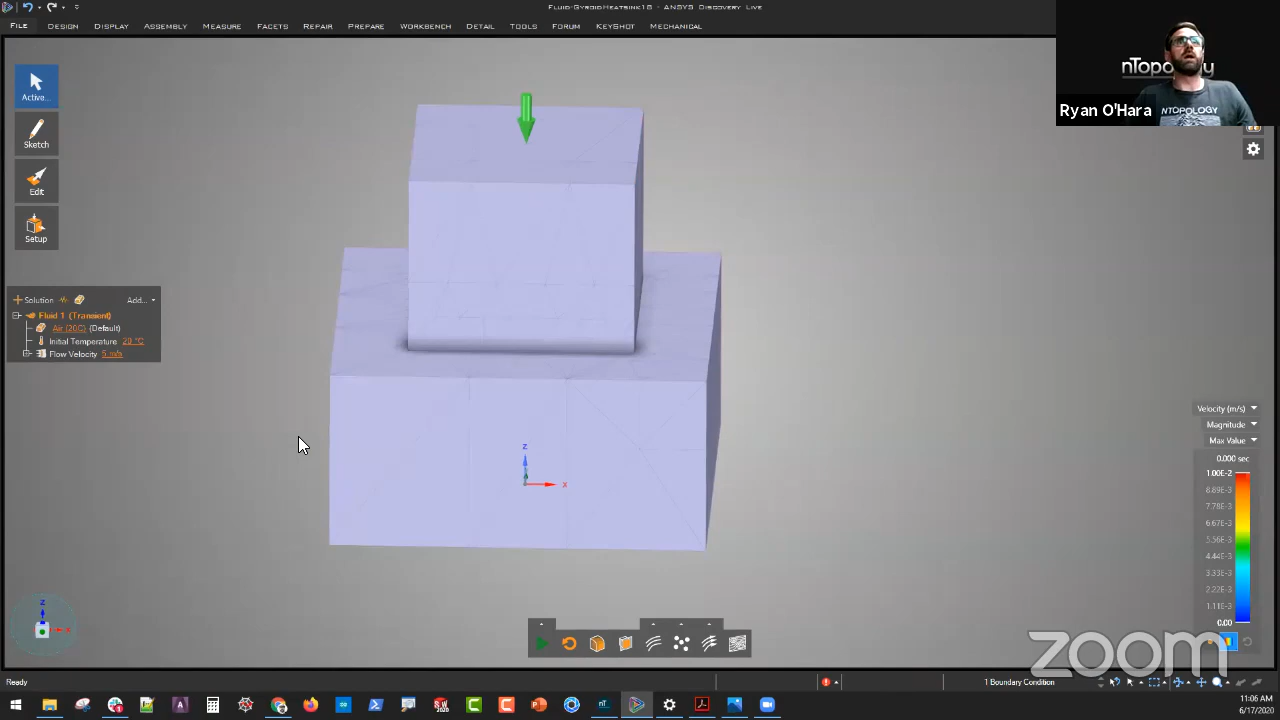 Fluid-GyroidHeatsink1B - ANSYS Discovery Live
FILE DESIGN DISPLAY ASSEMBLY MEASURE FACETS REPAIR PREPARE WORKBENCH DETAIL TOOLS FORUM KEYSHOT MECHANICAL
nTopology
NTOPOLOGY
Ryan O'Hara
Active...
Sketch
Edit
Setup
Solution Add...
Fluid 1 (Transient)
Air (20C) (Default)
Initial Temperature 20 °C
Flow Velocity 5 m/s
z
x
Velocity (m/s)
Magnitude
Max Value
0.000 sec
1.00E-2
8.89E-3
7.78E-3
6.67E-3
5.56E-3
4.44E-3
3.33E-3
2.22E-3
1.11E-3
0.00
z
x
zoom
Ready
1 Boundary Condition
11:06 AM
6/17/2020